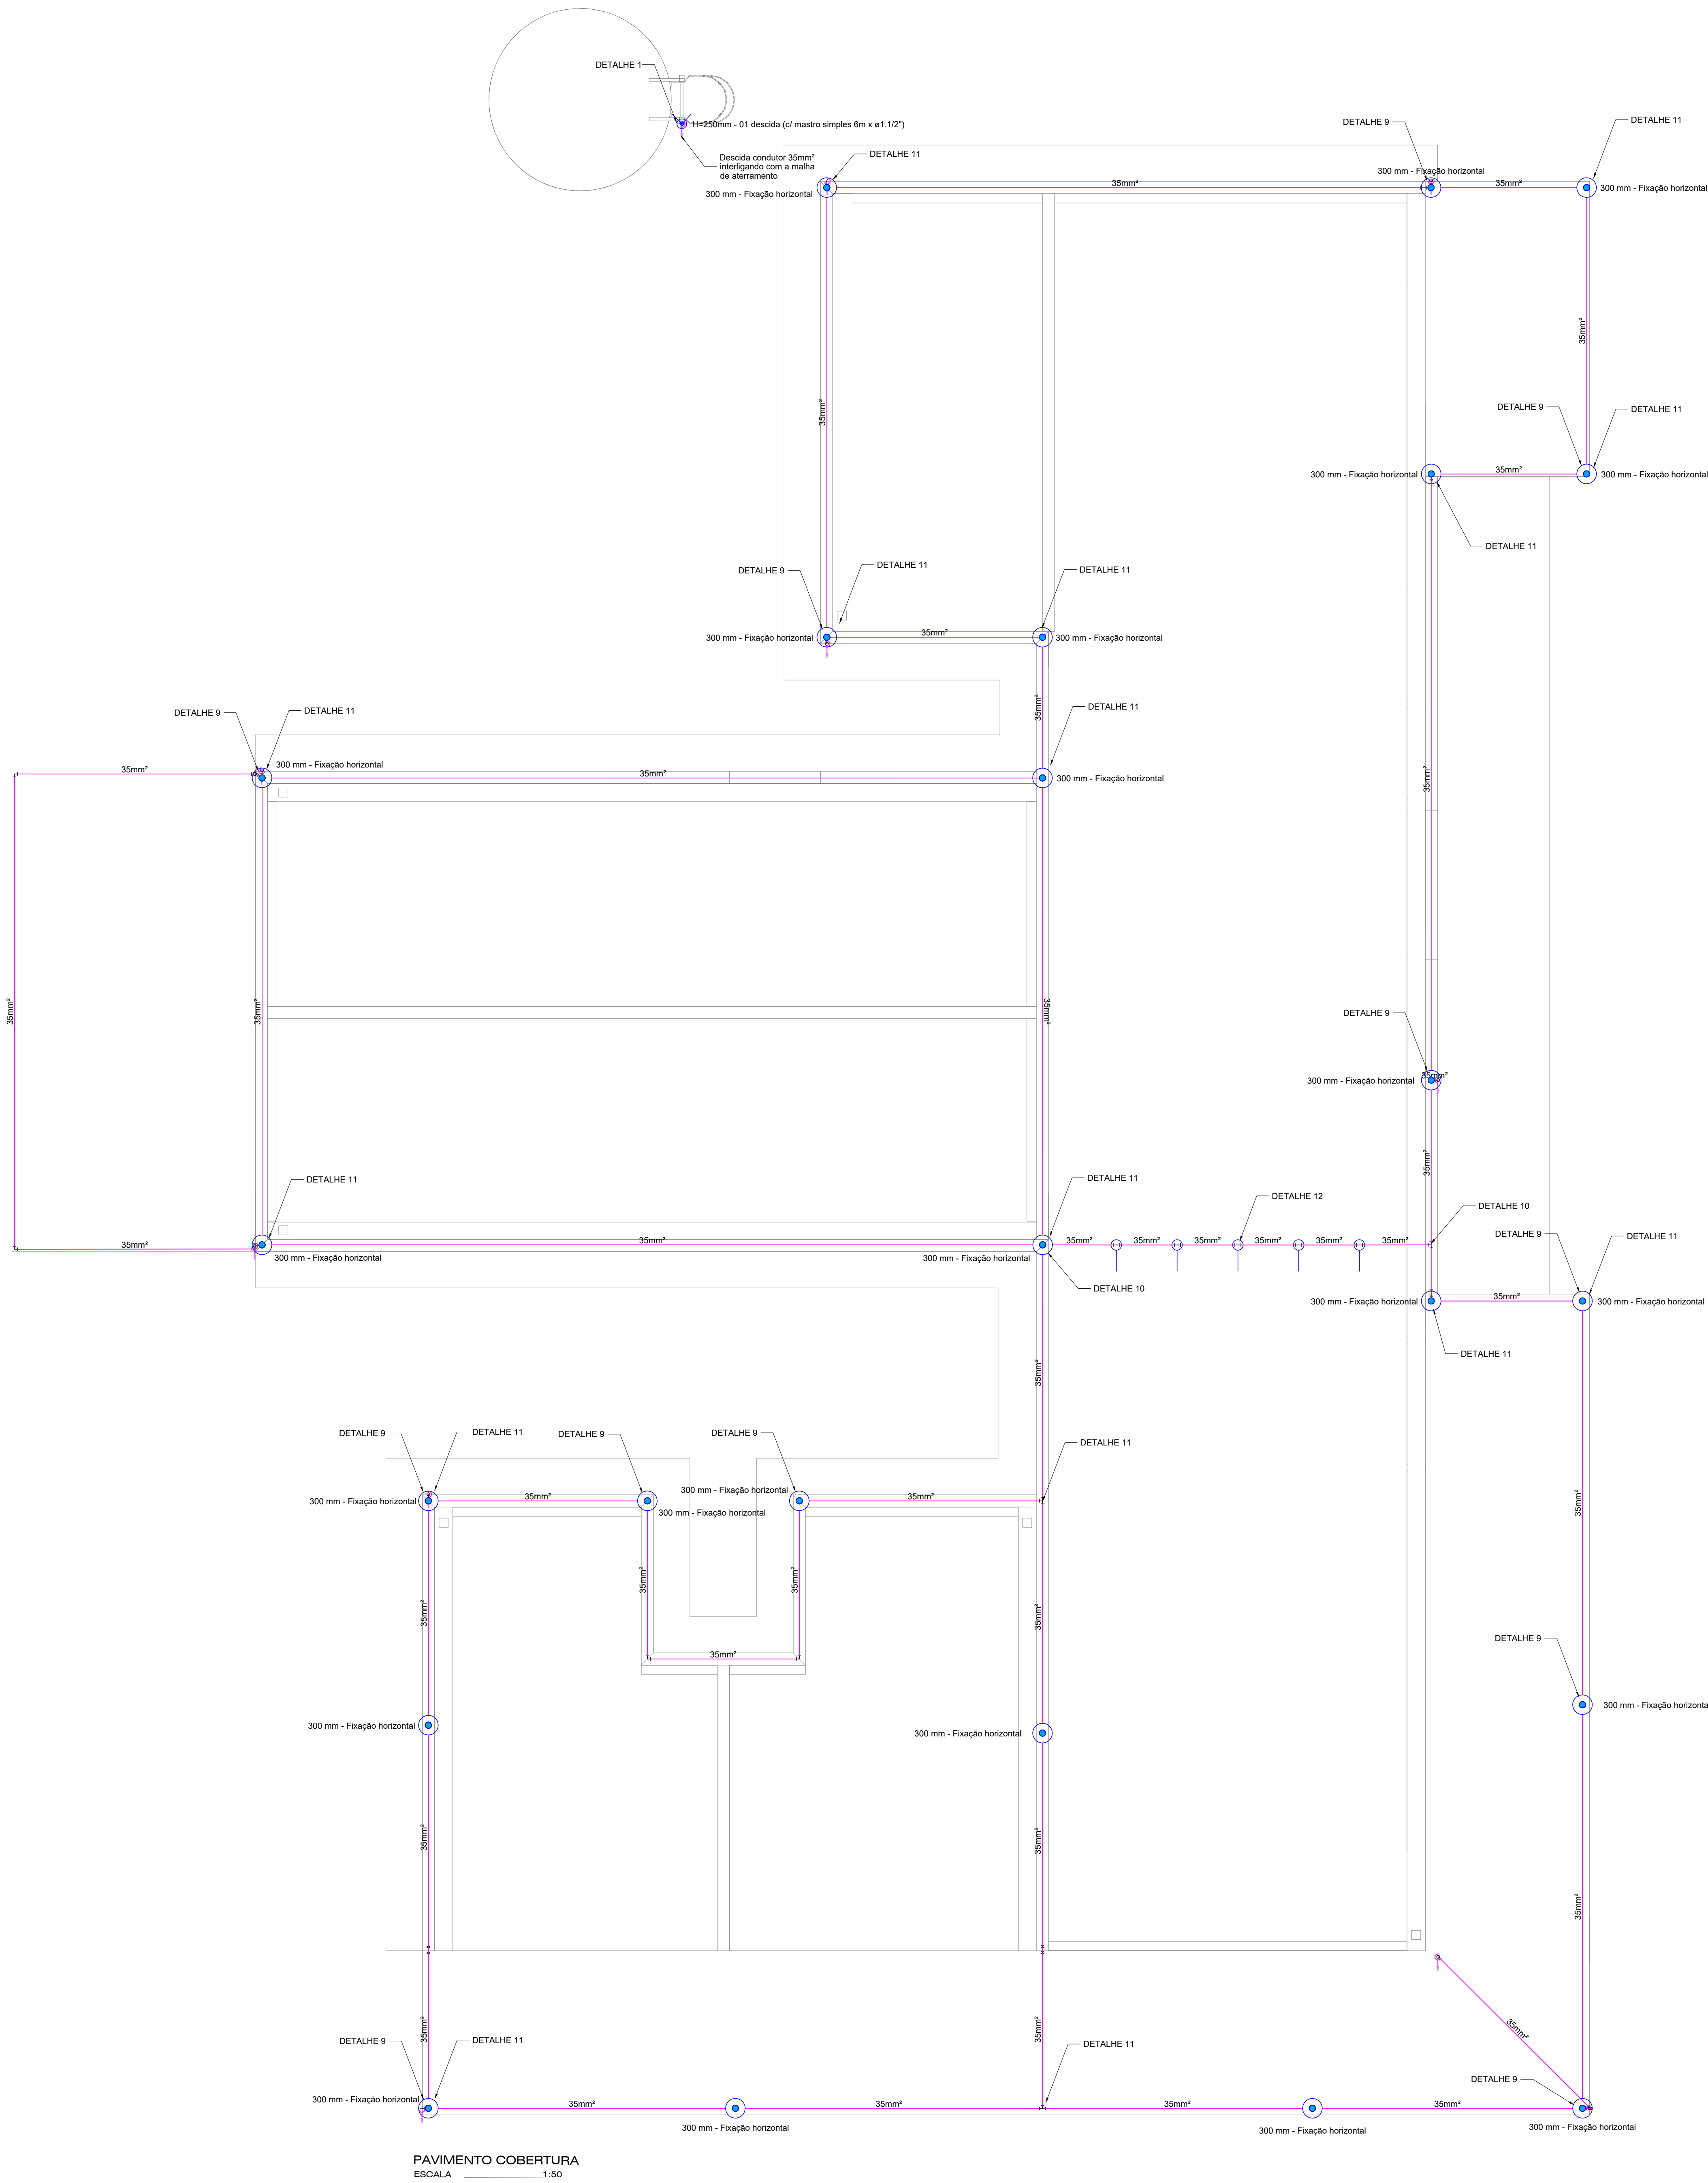 DETALHE 1
H=250mm - 01 descida (c/ mastro simples 6m x ø1.1/2")
Descida condutor 35mm²
interligando com a malha
de aterramento
DETALHE 11
DETALHE 9
DETALHE 11
300 mm - Fixação horizontal
35mm²
35mm²
300 mm - Fixação horizontal
300 mm - Fixação horizontal
35mm²
35mm²
DETALHE 9
DETALHE 11
300 mm - Fixação horizontal
35mm²
300 mm - Fixação horizontal
DETALHE 11
DETALHE 9
DETALHE 11
DETALHE 11
300 mm - Fixação horizontal
35mm²
300 mm - Fixação horizontal
35mm²
DETALHE 9
DETALHE 11
DETALHE 11
35mm²
300 mm - Fixação horizontal
35mm²
300 mm - Fixação horizontal
35mm²
35mm²
35mm²
35mm²
DETALHE 9
300 mm - Fixação horizontal
35mm²
35mm²
DETALHE 11
DETALHE 11
DETALHE 12
DETALHE 10
35mm²
300 mm - Fixação horizontal
35mm²
300 mm - Fixação horizontal
35mm²
35mm²
35mm²
35mm²
35mm²
35mm²
DETALHE 9
DETALHE 11
DETALHE 10
300 mm - Fixação horizontal
35mm²
300 mm - Fixação horizontal
DETALHE 11
35mm²
DETALHE 9
DETALHE 11
DETALHE 9
DETALHE 9
DETALHE 11
300 mm - Fixação horizontal
35mm²
300 mm - Fixação horizontal
300 mm - Fixação horizontal
35mm²
35mm²
35mm²
35mm²
35mm²
35mm²
35mm²
DETALHE 9
300 mm - Fixação horizontal
300 mm - Fixação horizontal
300 mm - Fixação horizonta
35mm²
35mm²
35mm²
35mm²
DETALHE 9
DETALHE 11
35mm²
35mm²
DETALHE 11
DETALHE 9
300 mm - Fixação horizontal
35mm²
35mm²
35mm²
35mm²
300 mm - Fixação horizontal
300 mm - Fixação horizontal
300 mm - Fixação horizontal
PAVIMENTO COBERTURA
ESCALA 1:50